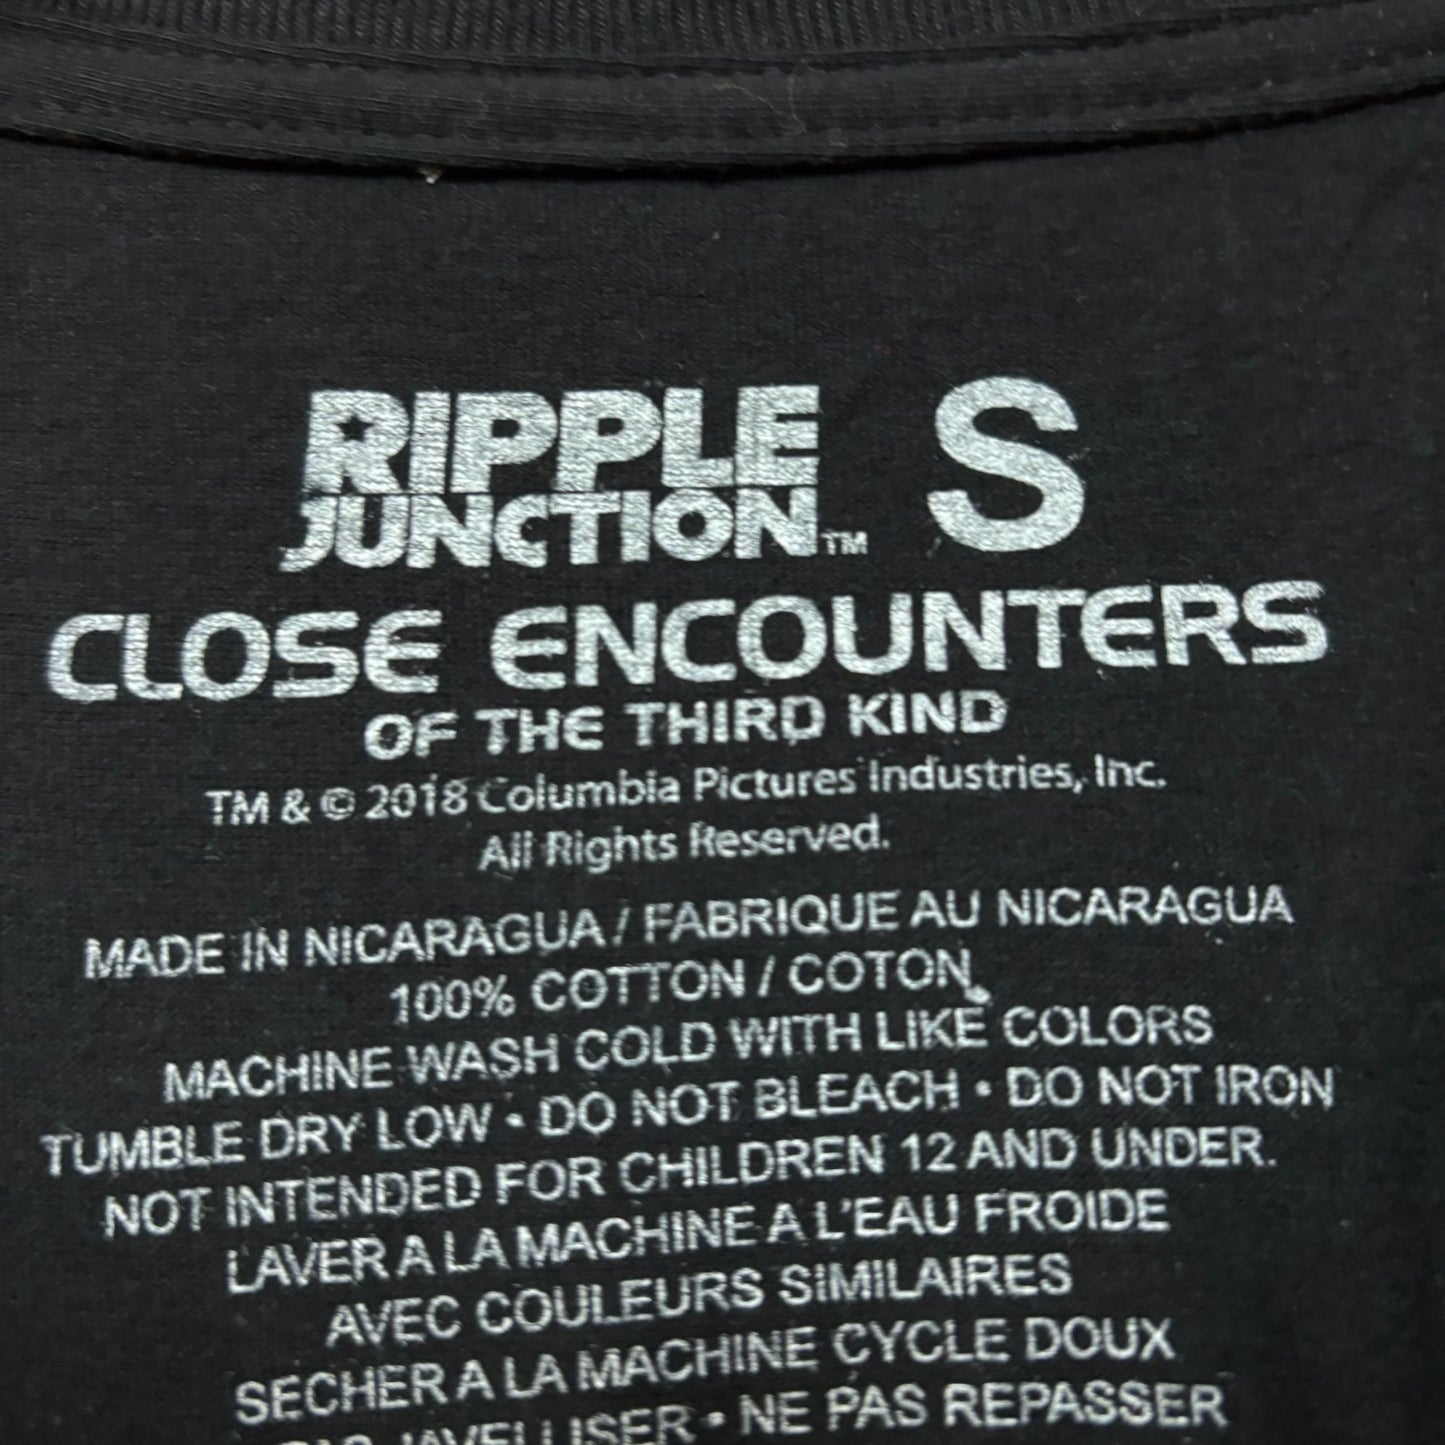 RIPPLE S
JUNCTION™
CLOSE ENCOUNTERS
OF THE THIRD KIND
TM & © 2018 Columbia Pictures Industries, Inc.
All Rights Reserved.
MADE IN NICARAGUA / FABRIQUE AU NICARAGUA
100% COTTON / COTON
MACHINE WASH COLD WITH LIKE COLORS
TUMBLE DRY LOW • DO NOT BLEACH • DO NOT IRON
NOT INTENDED FOR CHILDREN 12 AND UNDER.
LAVER A LA MACHINE A L'EAU FROIDE
AVEC COULEURS SIMILAIRES
SECHER A LA MACHINE CYCLE DOUX
PAS JAVELLISER • NE PAS REPASSER